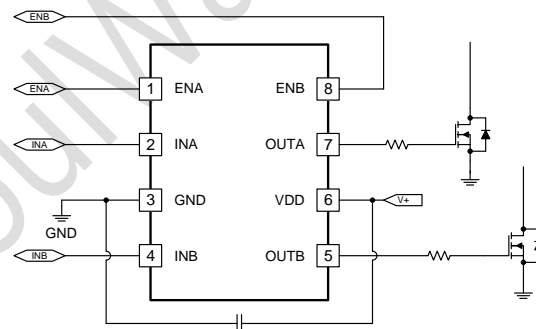 ENB
ENA
1
ENA
ENB
8
INA
2
INA
OUTA
7
3
GND
VDD
6
V+
GND
INB
4
INB
OUTB
5